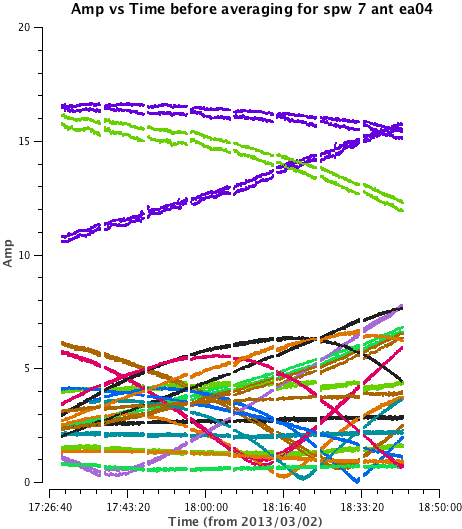 Amp vs Time before averaging for spw 7 ant ea04
20
15
10
5
0
Amp
17:26:40 17:43:20 18:00:00 18:16:40 18:33:20 18:50:00
Time (from 2013/03/02)